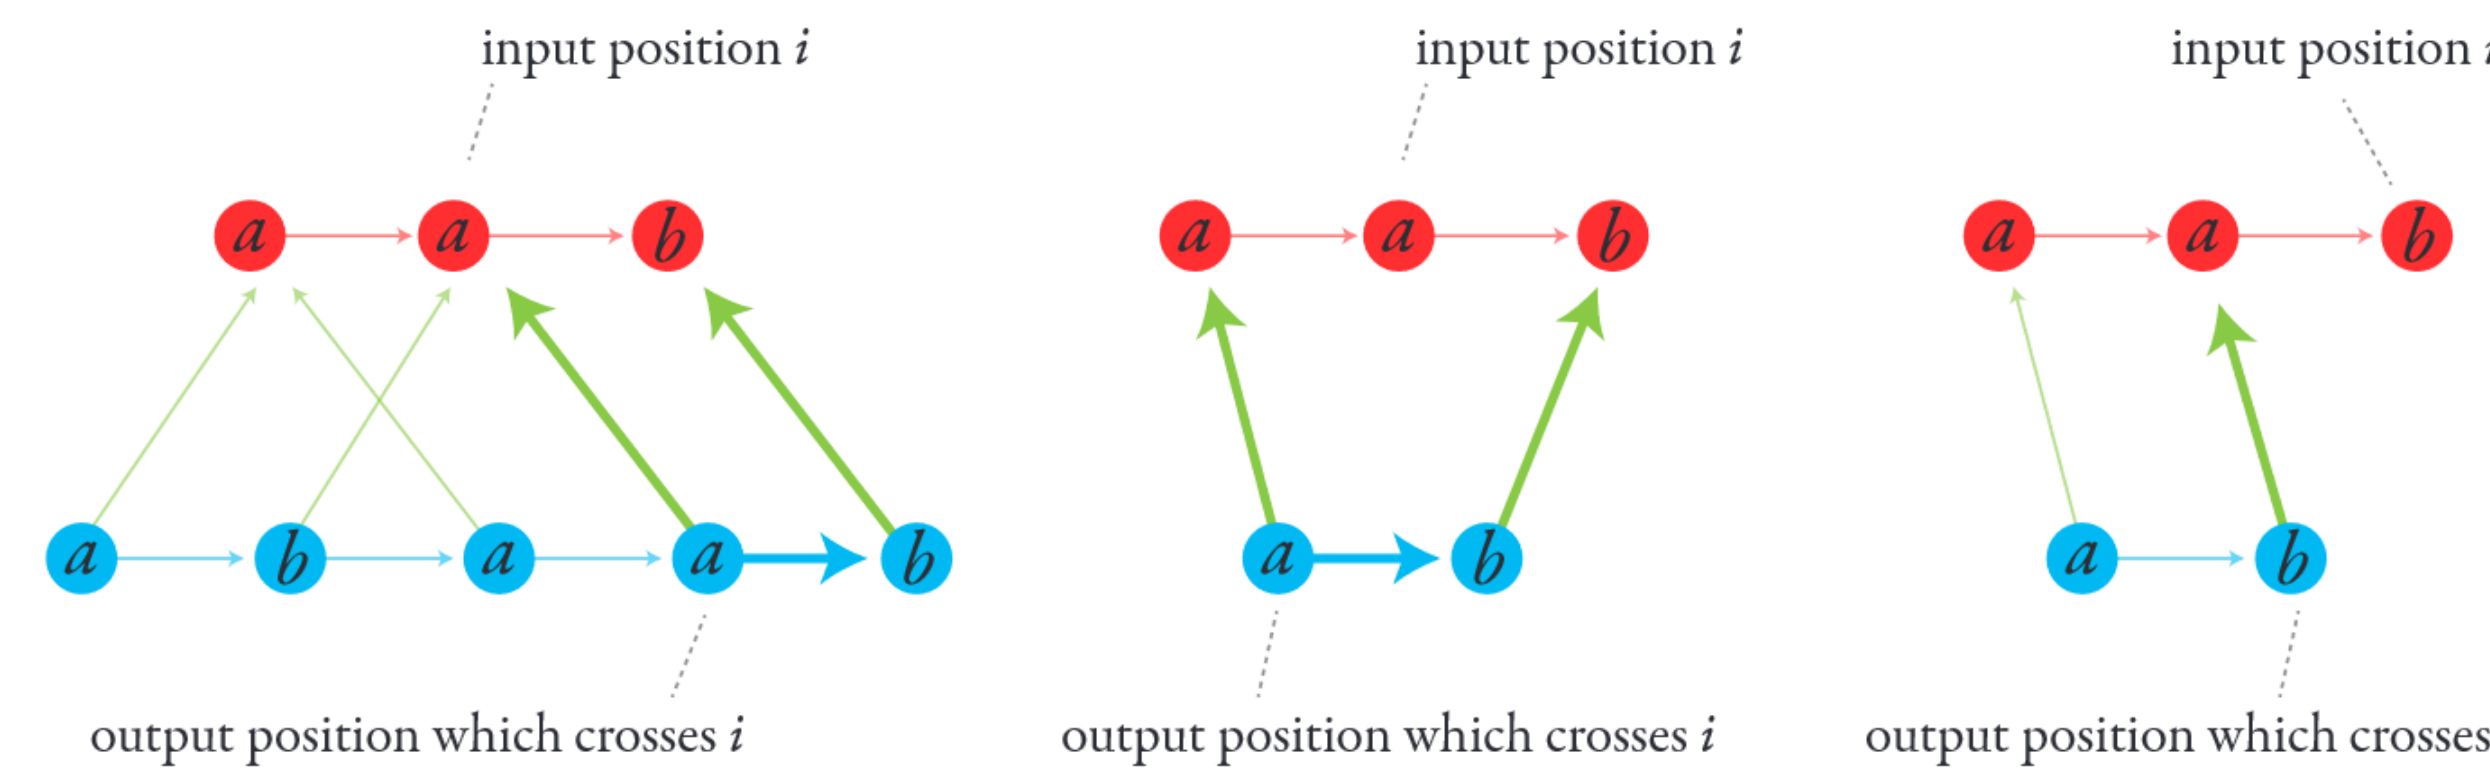 input position i input position i input position i
a a b a a b a a b
a b a a b a b a b
output position which crosses i output position which crosses i output position which crosses